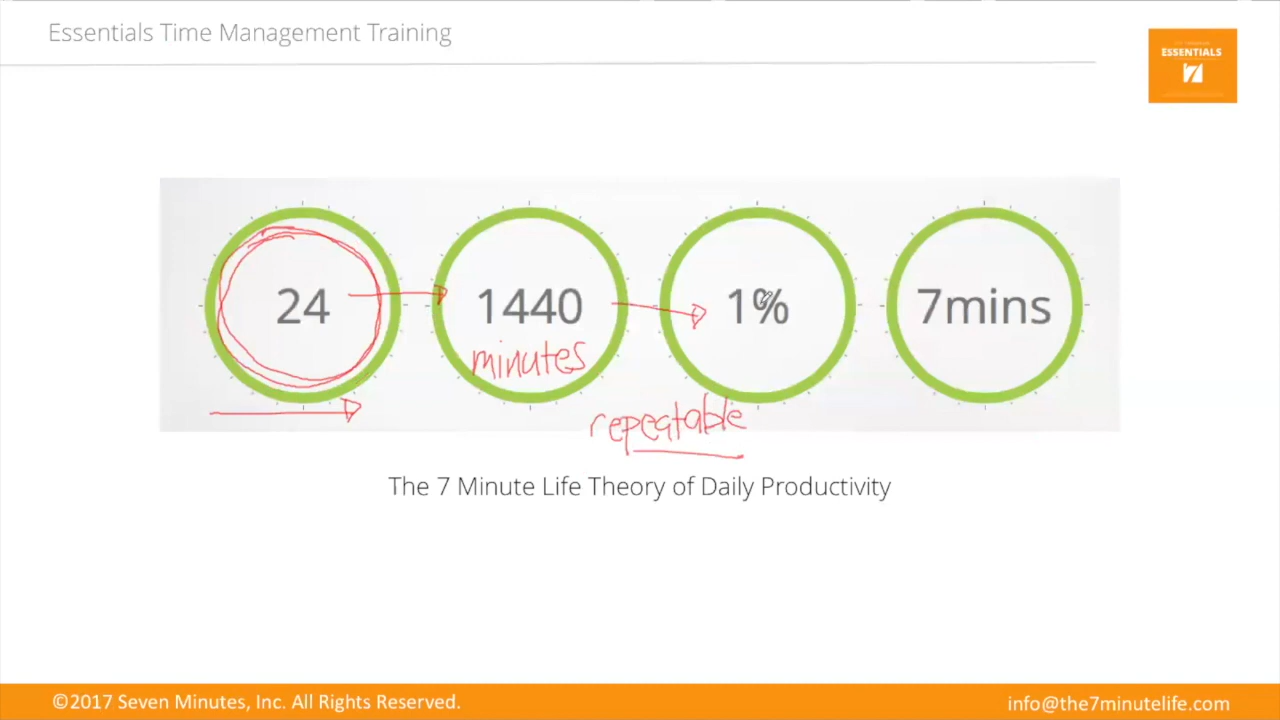 Essentials Time Management Training
ESSENTIALS
7
24
1440
1%
7mins
minutes
repeatable
The 7 Minute Life Theory of Daily Productivity
©2017 Seven Minutes, Inc. All Rights Reserved.
info@the7minutelife.com